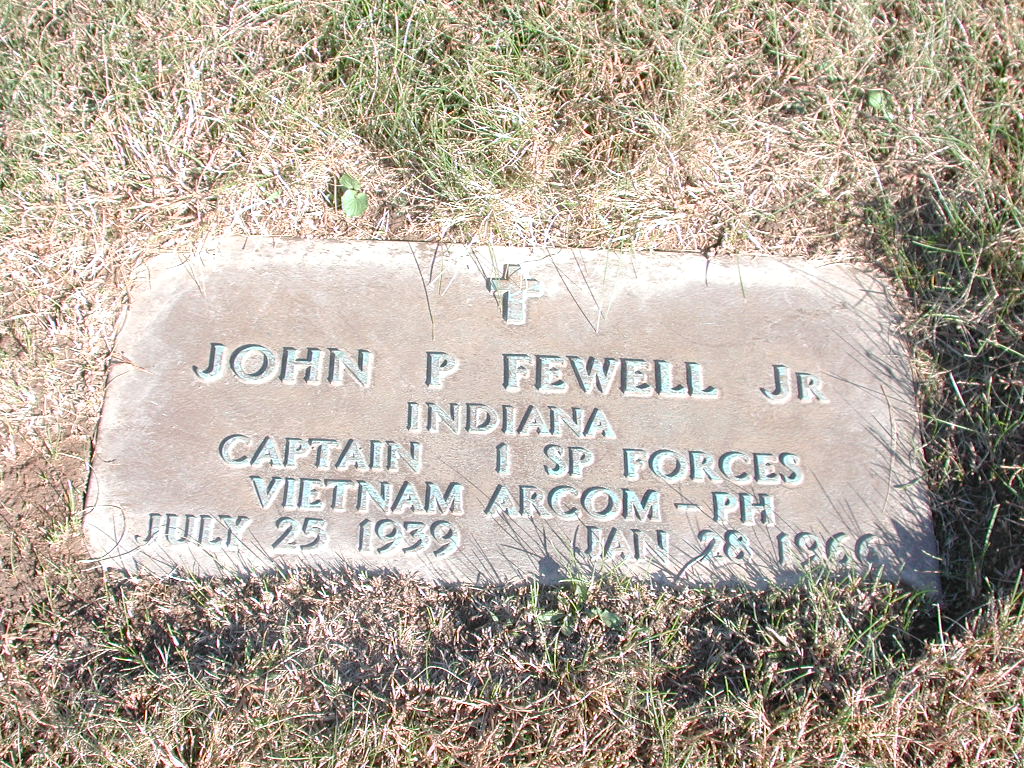 JOHN P FEWELL JR
INDIANA
CAPTAIN 1 SP FORCES
VIETNAM ARCOM - PH
JULY 25 1939 JAN 28 1966